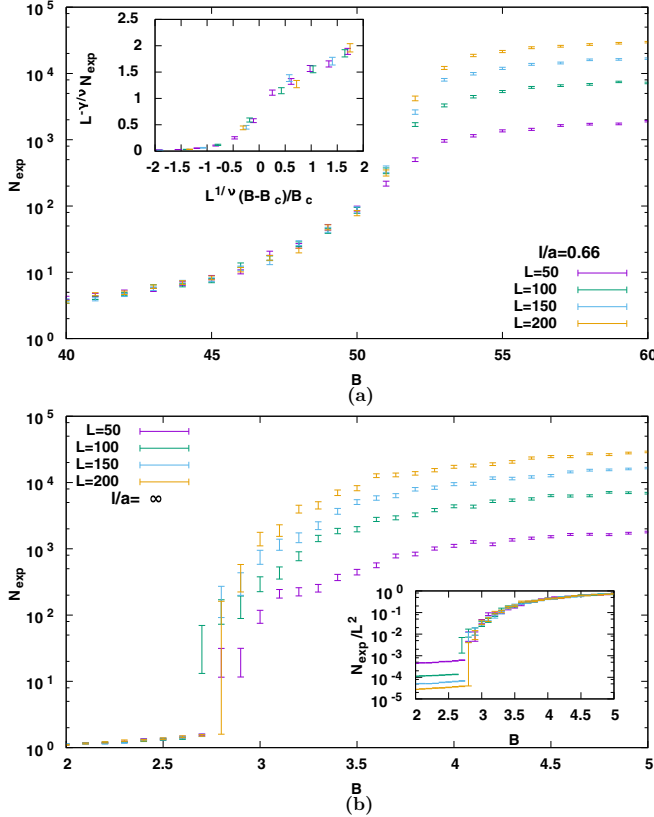 10^5
10^4
10^3
10^2
10^1
10^0
N_exp
40
45
50
55
60
B
2.5
2
1.5
1
0.5
0
L^{-γ/ν} N_exp
-2 -1.5 -1 -0.5 0 0.5 1 1.5 2
L^{1/ν}(B-B_c)/B_c
l/a=0.66
L=50
L=100
L=150
L=200
(a)
10^5
10^4
10^3
10^2
10^1
10^0
N_exp
L=50
L=100
L=150
L=200
l/a= ∞
10^0
10^-1
10^-2
10^-3
10^-4
10^-5
N_exp/L^2
2 2.5 3 3.5 4 4.5 5
B
2
2.5
3
3.5
4
4.5
5
B
(b)